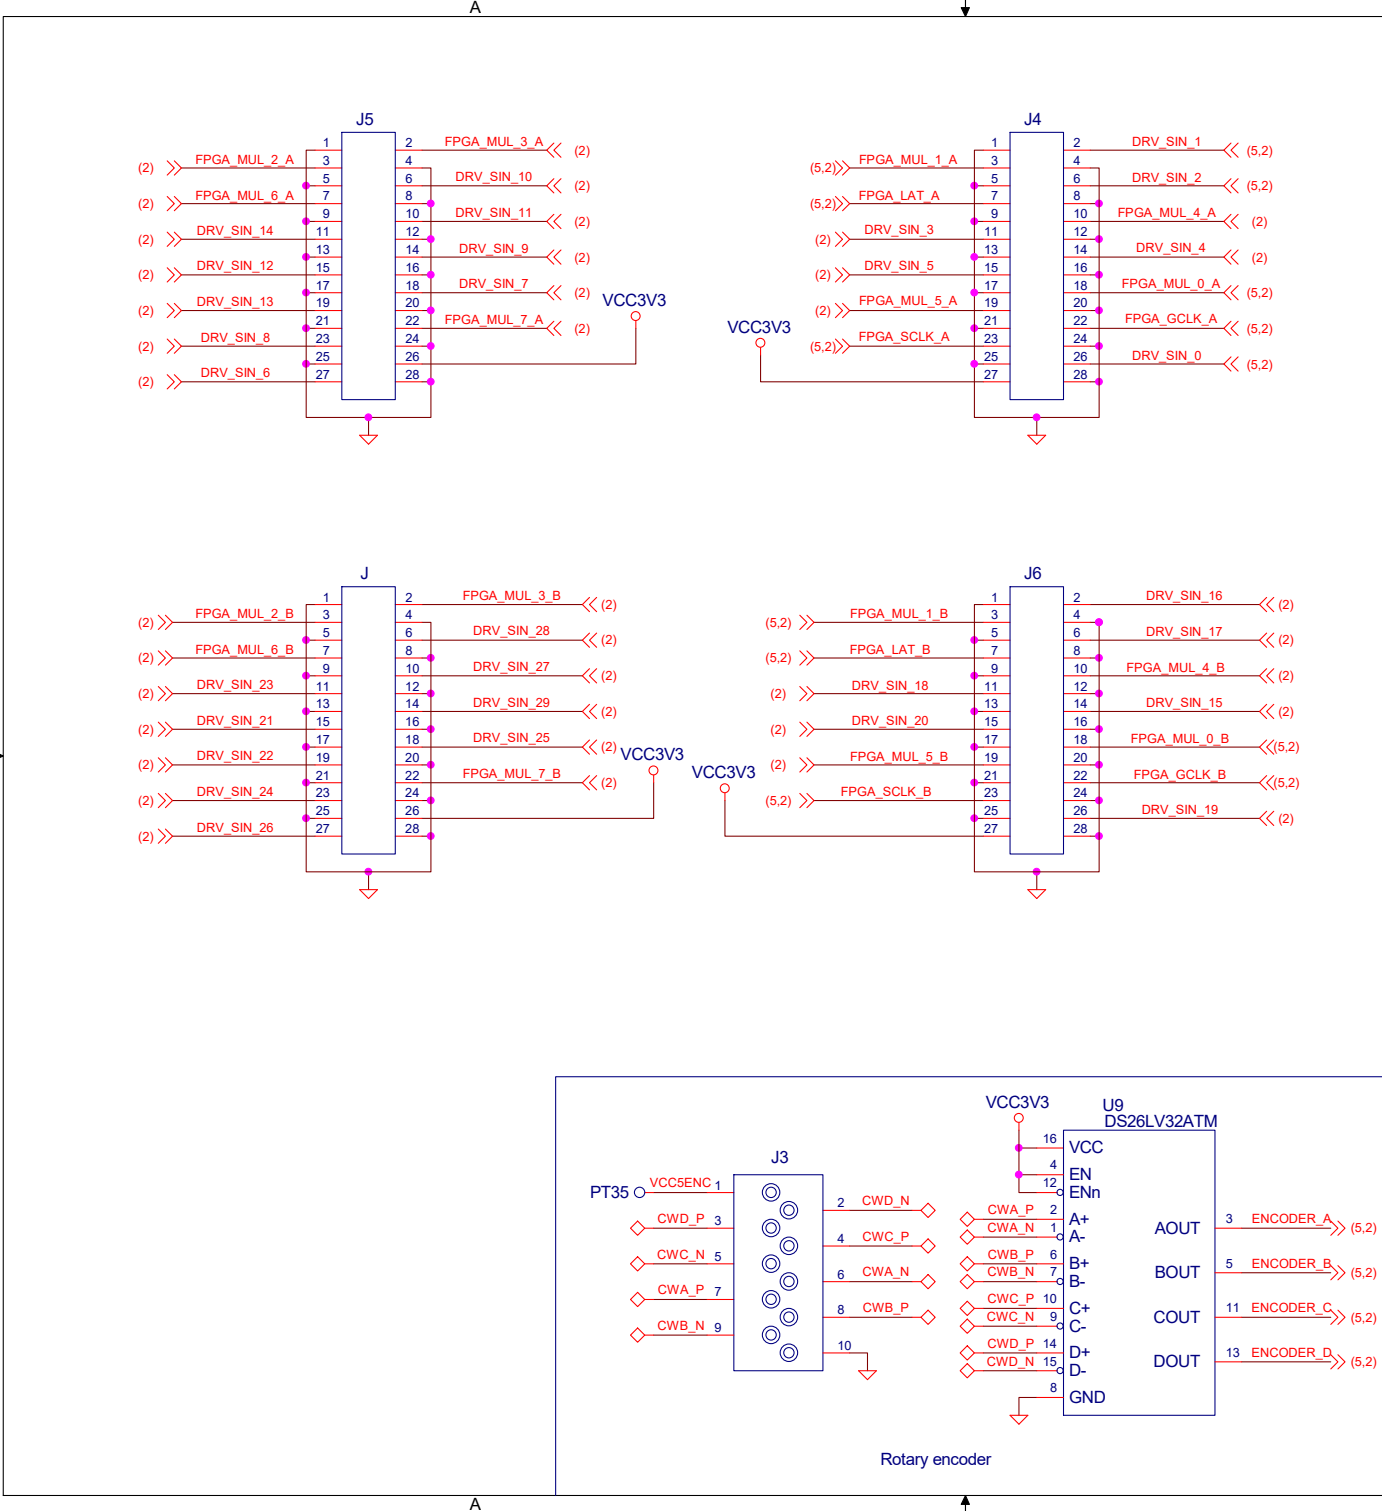 A
J5
1 2 FPGA_MUL_3_A (2)
(2) FPGA_MUL_2_A 3 4
5 6 DRV_SIN_10 (2)
(2) FPGA_MUL_6_A 7 8
9 10 DRV_SIN_11 (2)
(2) DRV_SIN_14 11 12
13 14 DRV_SIN_9 (2)
(2) DRV_SIN_12 15 16
17 18 DRV_SIN_7 (2)
(2) DRV_SIN_13 19 20
21 22 FPGA_MUL_7_A (2)
(2) DRV_SIN_8 23 24
25 26 VCC3V3
(2) DRV_SIN_6 27 28
J4
1 2 DRV_SIN_1 (5,2)
(5,2) FPGA_MUL_1_A 3 4
5 6 DRV_SIN_2 (5,2)
(5,2) FPGA_LAT_A 7 8
9 10 FPGA_MUL_4_A (2)
(2) DRV_SIN_3 11 12
13 14 DRV_SIN_4 (2)
(2) DRV_SIN_5 15 16
17 18 FPGA_MUL_0_A (5,2)
(2) FPGA_MUL_5_A 19 20
21 22 FPGA_GCLK_A (5,2)
(5,2) FPGA_SCLK_A 23 24
25 26 DRV_SIN_0 (5,2)
VCC3V3 27 28
J
1 2 FPGA_MUL_3_B (2)
(2) FPGA_MUL_2_B 3 4
5 6 DRV_SIN_28 (2)
(2) FPGA_MUL_6_B 7 8
9 10 DRV_SIN_27 (2)
(2) DRV_SIN_23 11 12
13 14 DRV_SIN_29 (2)
(2) DRV_SIN_21 15 16
17 18 DRV_SIN_25 (2)
(2) DRV_SIN_22 19 20
21 22 FPGA_MUL_7_B (2)
(2) DRV_SIN_24 23 24
25 26 VCC3V3
(2) DRV_SIN_26 27 28
J6
1 2 DRV_SIN_16 (2)
(5,2) FPGA_MUL_1_B 3 4
5 6 DRV_SIN_17 (2)
(5,2) FPGA_LAT_B 7 8
9 10 FPGA_MUL_4_B (2)
(2) DRV_SIN_18 11 12
13 14 DRV_SIN_15 (2)
(2) DRV_SIN_20 15 16
17 18 FPGA_MUL_0_B (5,2)
(2) FPGA_MUL_5_B 19 20
21 22 FPGA_GCLK_B (5,2)
(5,2) FPGA_SCLK_B 23 24
25 26 DRV_SIN_19 (2)
VCC3V3 27 28
J3
PT35 VCC5ENC 1
2 CWD_N
CWD_P 3
4 CWC_P
CWC_N 5
6 CWA_N
CWA_P 7
8 CWB_P
CWB_N 9
10
VCC3V3
U9
DS26LV32ATM
16 VCC
4 EN
12 ENn
CWA_P 2 A+
CWA_N 1 A-
AOUT 3 ENCODER_A (5,2)
CWB_P 6 B+
CWB_N 7 B-
BOUT 5 ENCODER_B (5,2)
CWC_P 10 C+
CWC_N 9 C-
COUT 11 ENCODER_C (5,2)
CWD_P 14 D+
CWD_N 15 D-
DOUT 13 ENCODER_D (5,2)
8 GND
Rotary encoder
A